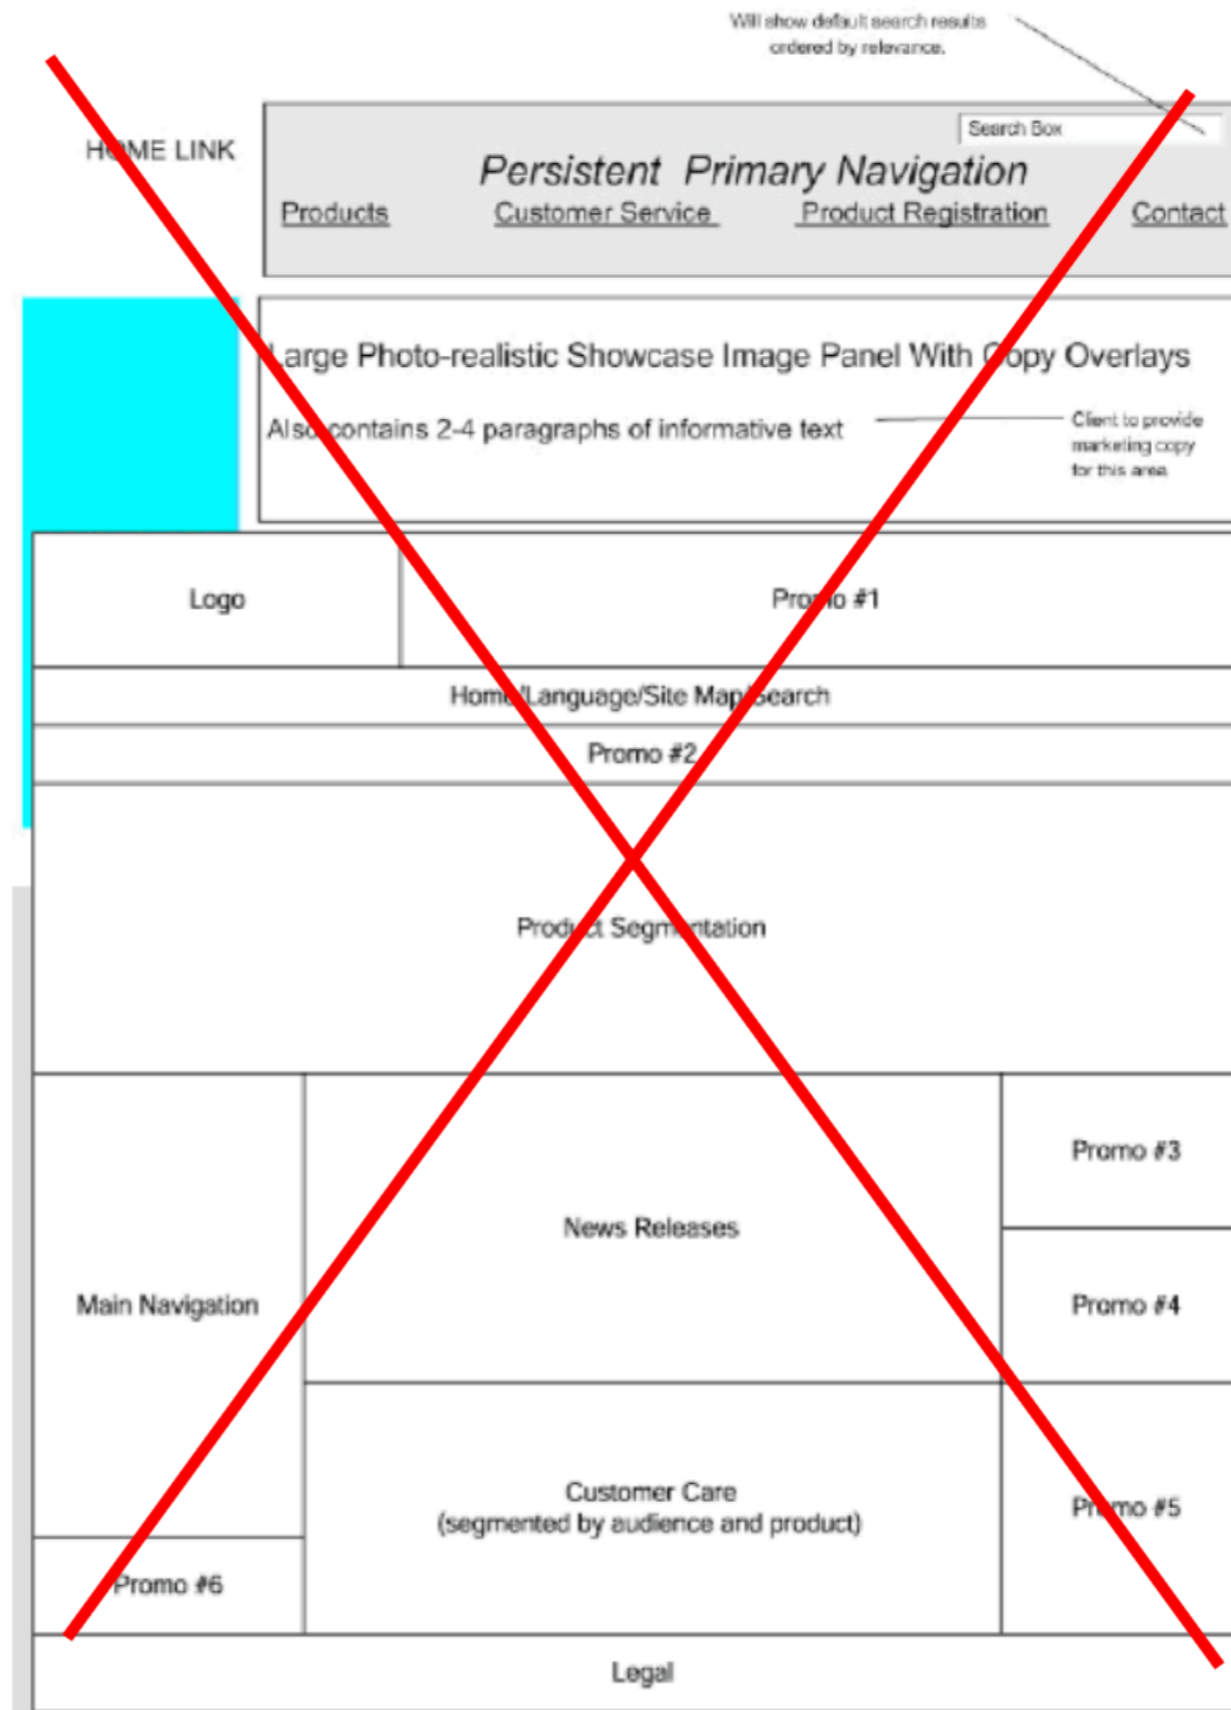 Will show default search results
ordered by relevance.
Search Box
HOME LINK
Persistent Primary Navigation
Products Customer Service Product Registration Contact
Large Photo-realistic Showcase Image Panel With Copy Overlays
Also contains 2-4 paragraphs of informative text
Client to provide
marketing copy
for this area
Logo
Promo #1
Home/Language/Site Map/Search
Promo #2
Product Segmentation
Promo #3
News Releases
Main Navigation
Promo #4
Customer Care
(segmented by audience and product)
Promo #5
Promo #6
Legal